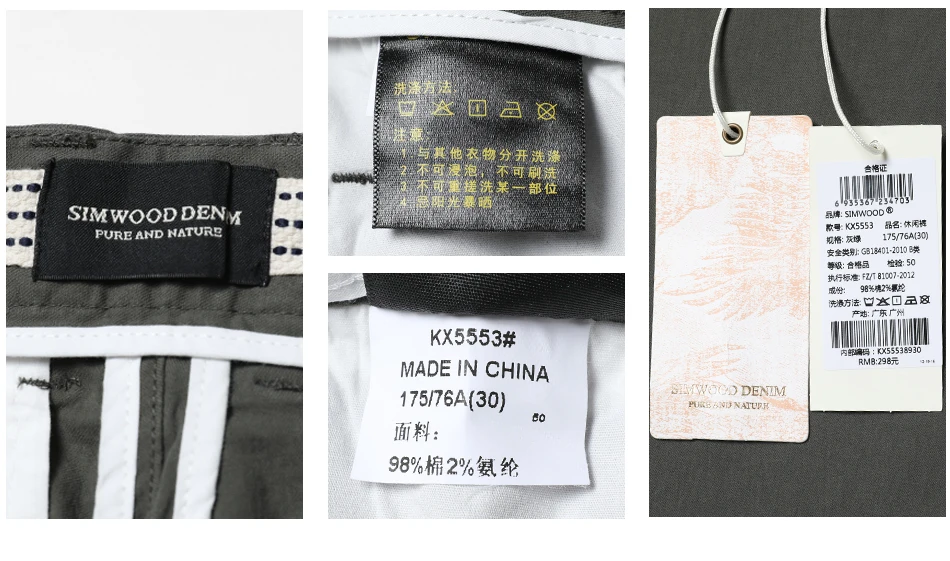 SIMWOOD DENIM
PURE AND NATURE
洗涤方法
注意
1 与其他衣物分开洗涤
2 不可浸泡，不可刷洗
3 不可重搓洗某一部位
4 忌阳光暴晒
KX5553#
MADE IN CHINA
175/76A(30)
50
面料：
98%棉2%氨纶
SIMWOOD DENIM
PURE AND NATURE
合格证
6 935367 234703
品牌: SIMWOOD ®
款号: KX5553 品名: 休闲裤
规格: 灰绿 175/76A(30)
安全类别: GB18401-2010 B类
等级: 合格品 检验: 50
执行标准: FZ/T 81007-2012
成份: 98%棉2%氨纶
洗涤方法:
产地: 广东 广州
内部编码: KX55538930
RMB:298元